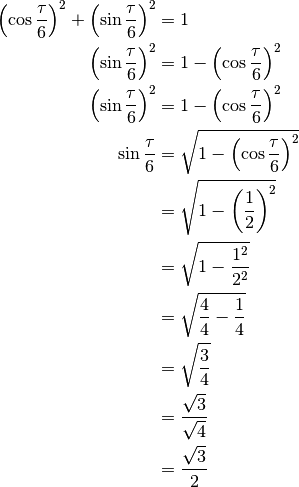 (cos τ/6)² + (sin τ/6)² = 1
(sin τ/6)² = 1 − (cos τ/6)²
(sin τ/6)² = 1 − (cos τ/6)²
sin τ/6 = √(1 − (cos τ/6)²)
= √(1 − (1/2)²)
= √(1 − 1²/2²)
= √(4/4 − 1/4)
= √(3/4)
= √3/√4
= √3/2